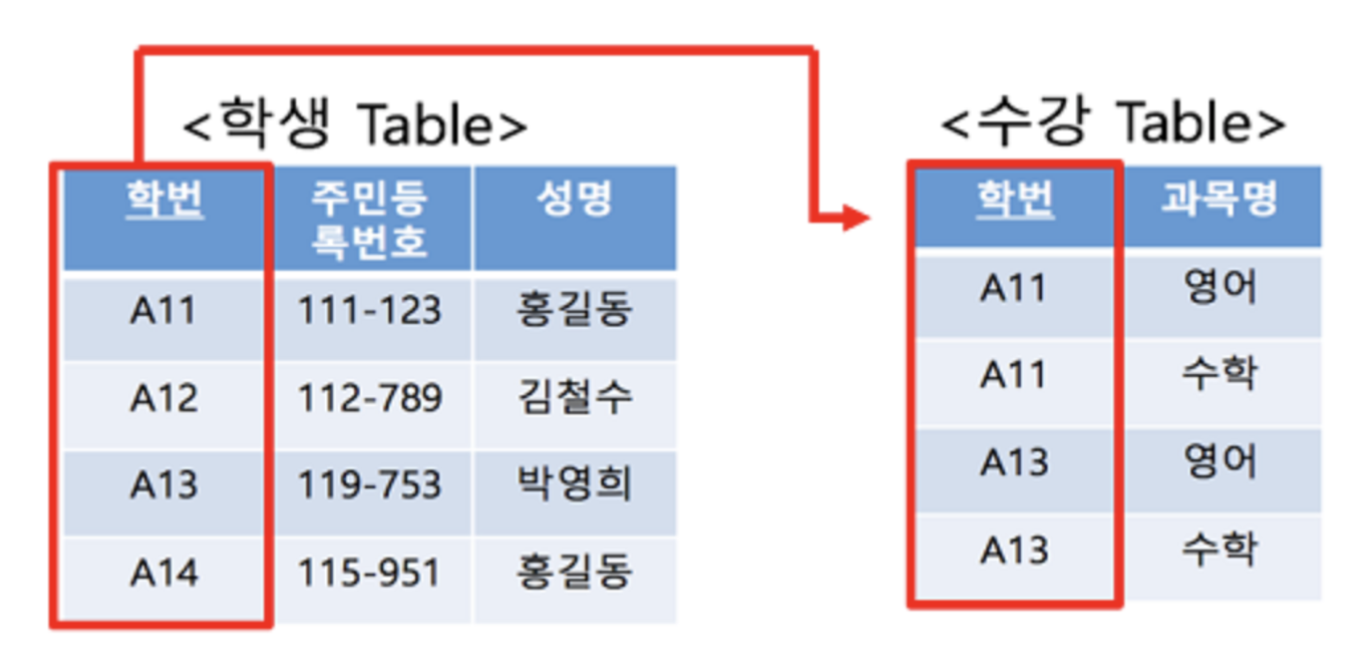 <학생 Table>
학번 주민등록번호 성명
A11 111-123 홍길동
A12 112-789 김철수
A13 119-753 박영희
A14 115-951 홍길동
<수강 Table>
학번 과목명
A11 영어
A11 수학
A13 영어
A13 수학